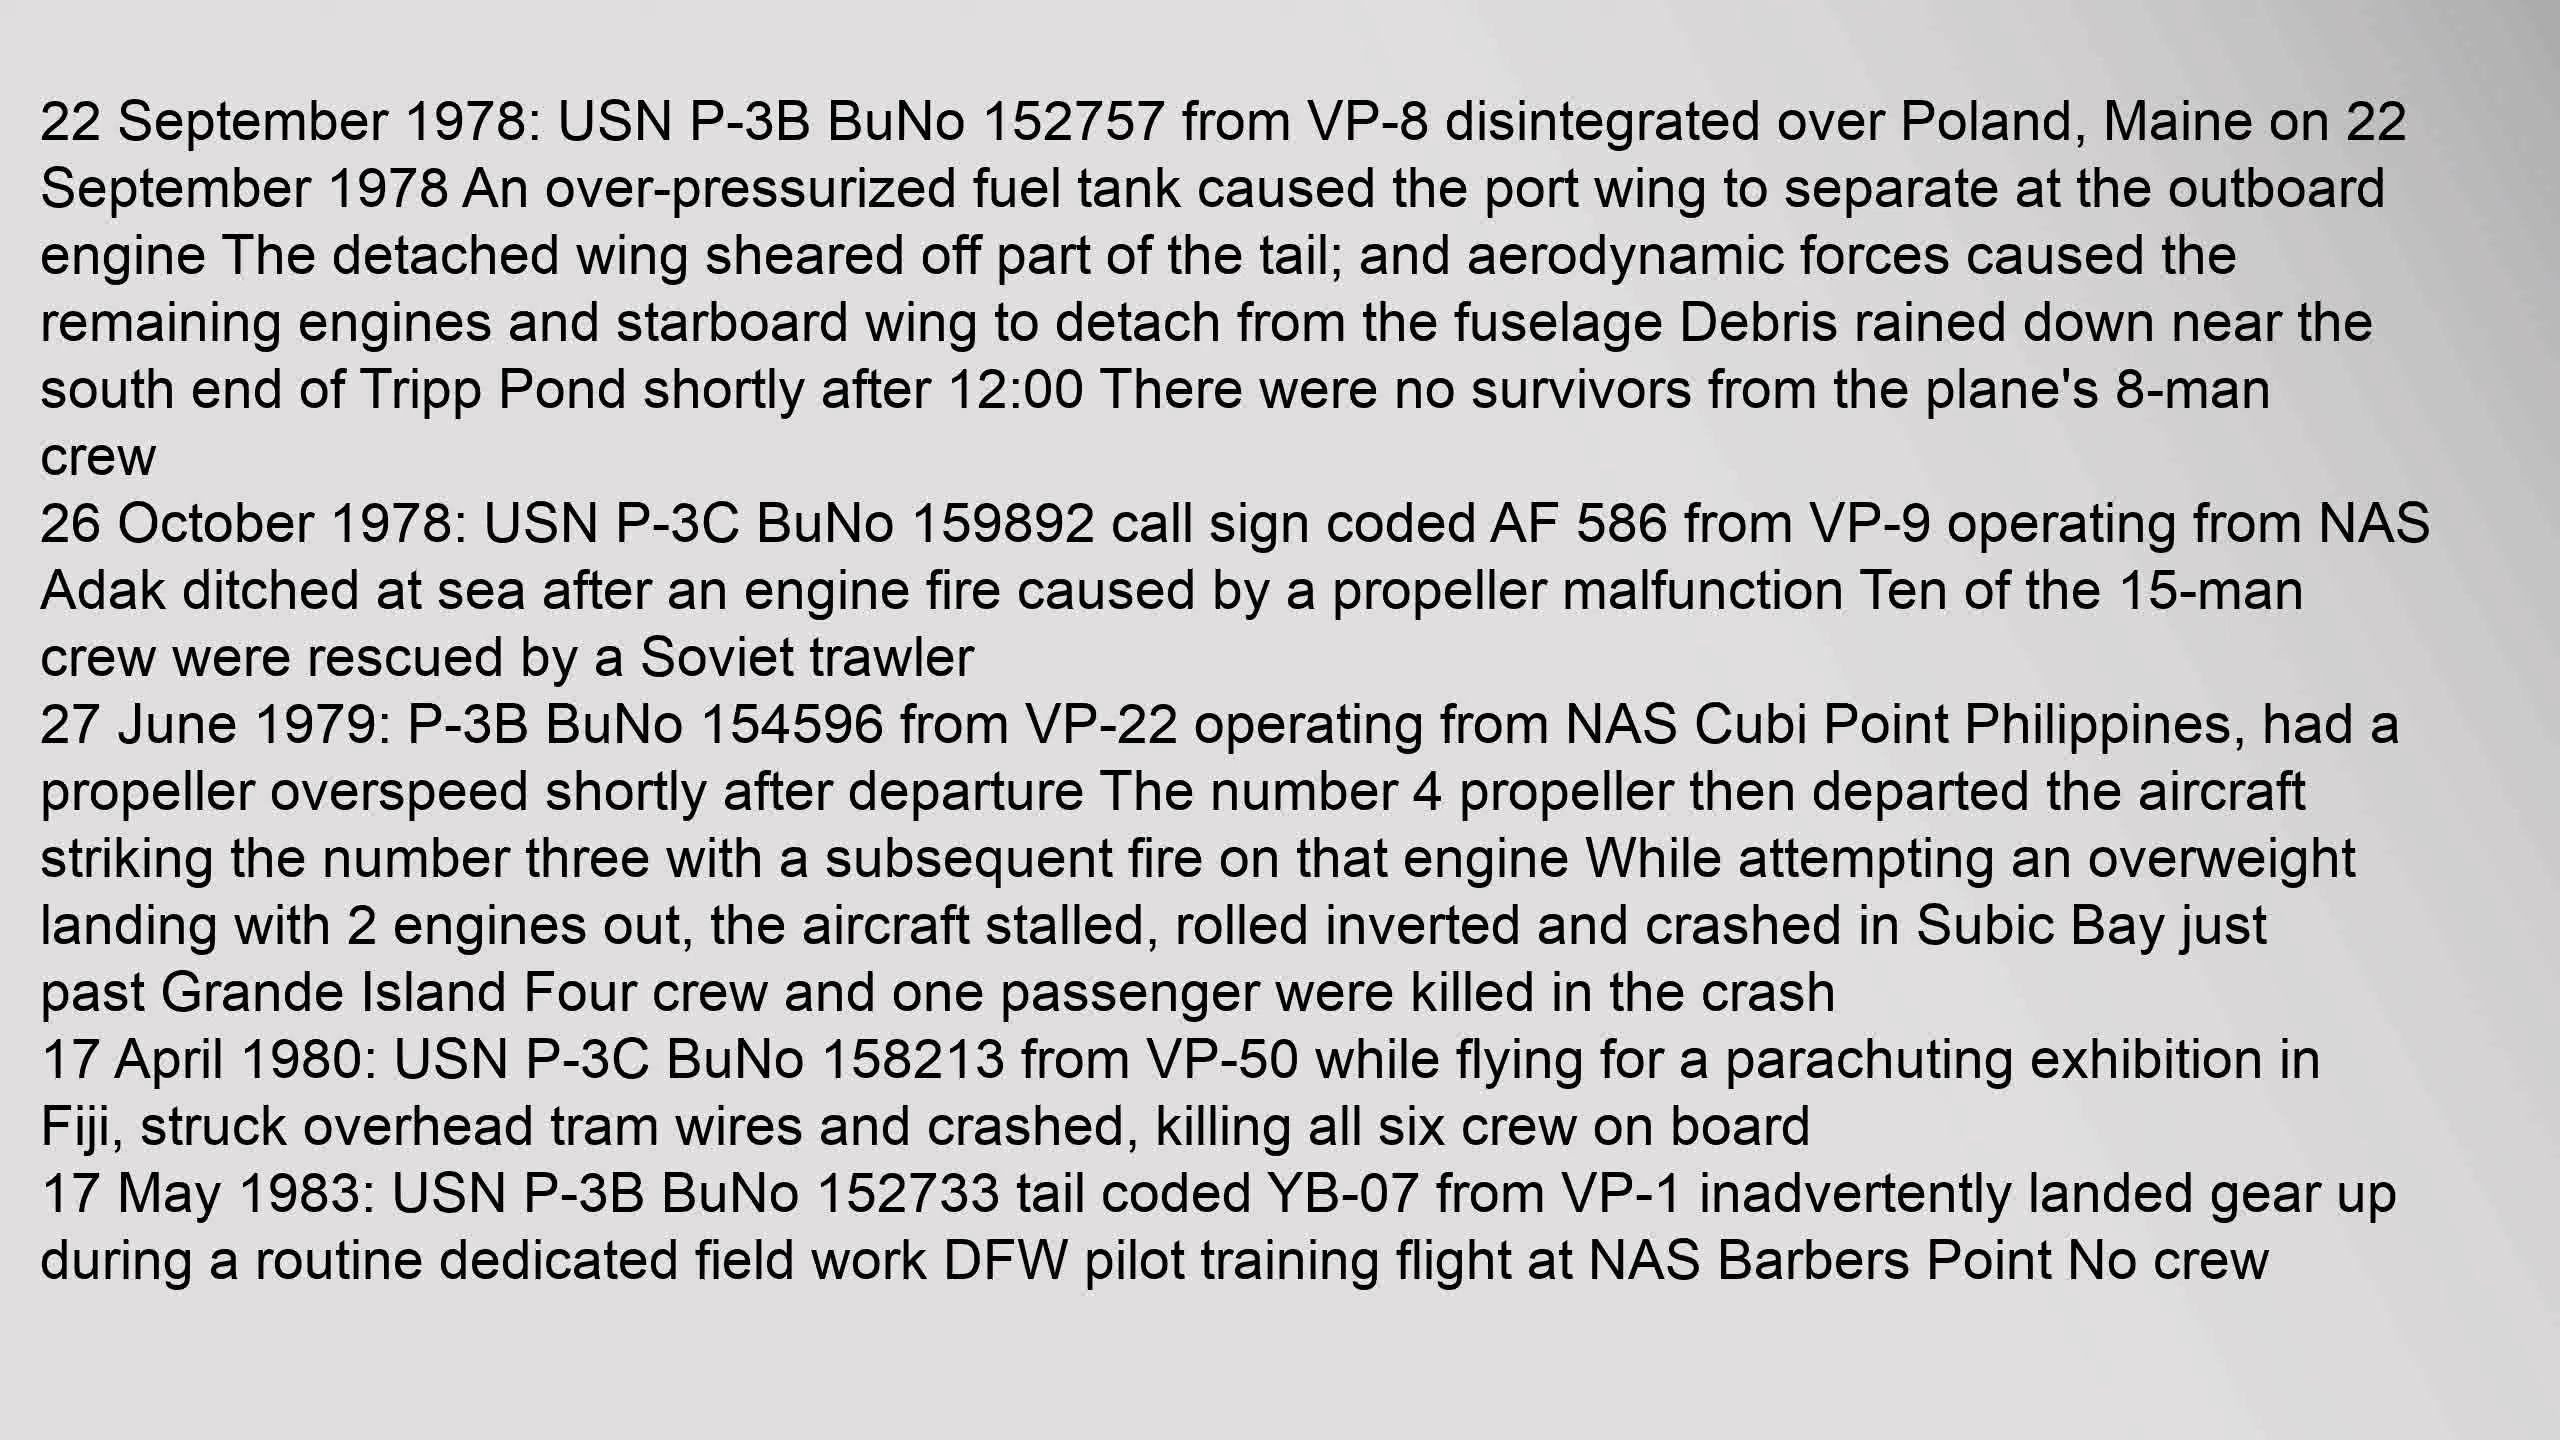 22 September 1978: USN P-3B BuNo 152757 from VP-8 disintegrated over Poland, Maine on 22
September 1978 An over-pressurized fuel tank caused the port wing to separate at the outboard
engine The detached wing sheared off part of the tail; and aerodynamic forces caused the
remaining engines and starboard wing to detach from the fuselage Debris rained down near the
south end of Tripp Pond shortly after 12:00 There were no survivors from the plane's 8-man
crew
26 October 1978: USN P-3C BuNo 159892 call sign coded AF 586 from VP-9 operating from NAS
Adak ditched at sea after an engine fire caused by a propeller malfunction Ten of the 15-man
crew were rescued by a Soviet trawler
27 June 1979: P-3B BuNo 154596 from VP-22 operating from NAS Cubi Point Philippines, had a
propeller overspeed shortly after departure The number 4 propeller then departed the aircraft
striking the number three with a subsequent fire on that engine While attempting an overweight
landing with 2 engines out, the aircraft stalled, rolled inverted and crashed in Subic Bay just
past Grande Island Four crew and one passenger were killed in the crash
17 April 1980: USN P-3C BuNo 158213 from VP-50 while flying for a parachuting exhibition in
Fiji, struck overhead tram wires and crashed, killing all six crew on board
17 May 1983: USN P-3B BuNo 152733 tail coded YB-07 from VP-1 inadvertently landed gear up
during a routine dedicated field work DFW pilot training flight at NAS Barbers Point No crew